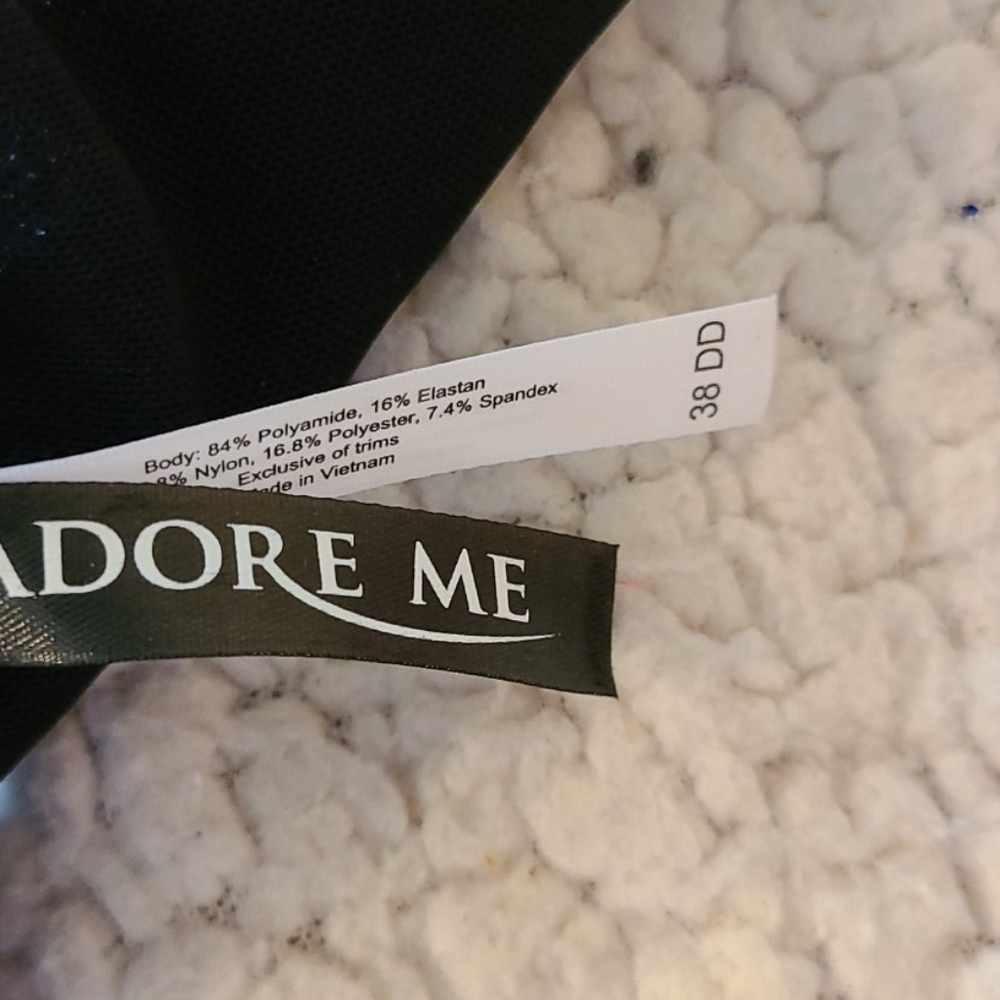 Body: 84% Polyamide, 16% Elastan
Nylon, 16.8% Polyester, 7.4% Spandex
Exclusive of trims
in Vietnam
38 DD
ADORE ME